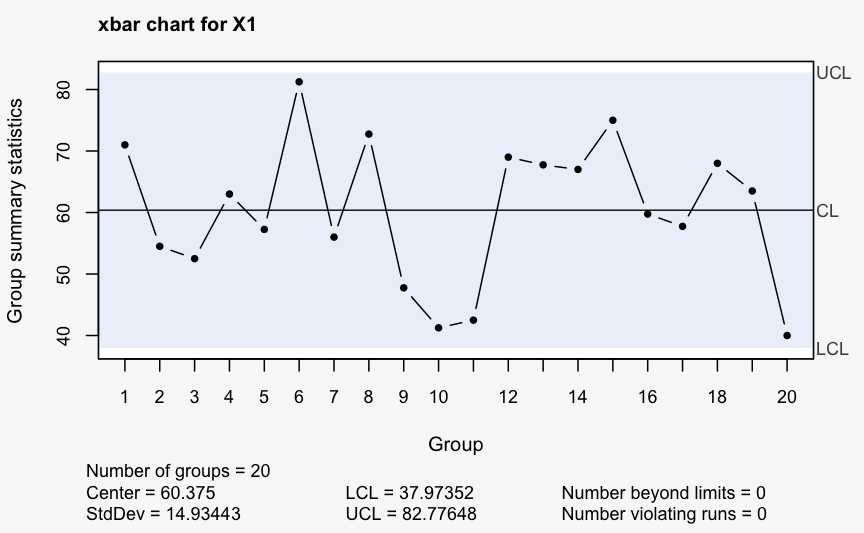 xbar chart for X1
Group summary statistics
80
70
60
50
40
UCL
CL
LCL
1 2 3 4 5 6 7 8 9 10 12 14 16 18 20
Group
Number of groups = 20
Center = 60.375 LCL = 37.97352 Number beyond limits = 0
StdDev = 14.93443 UCL = 82.77648 Number violating runs = 0